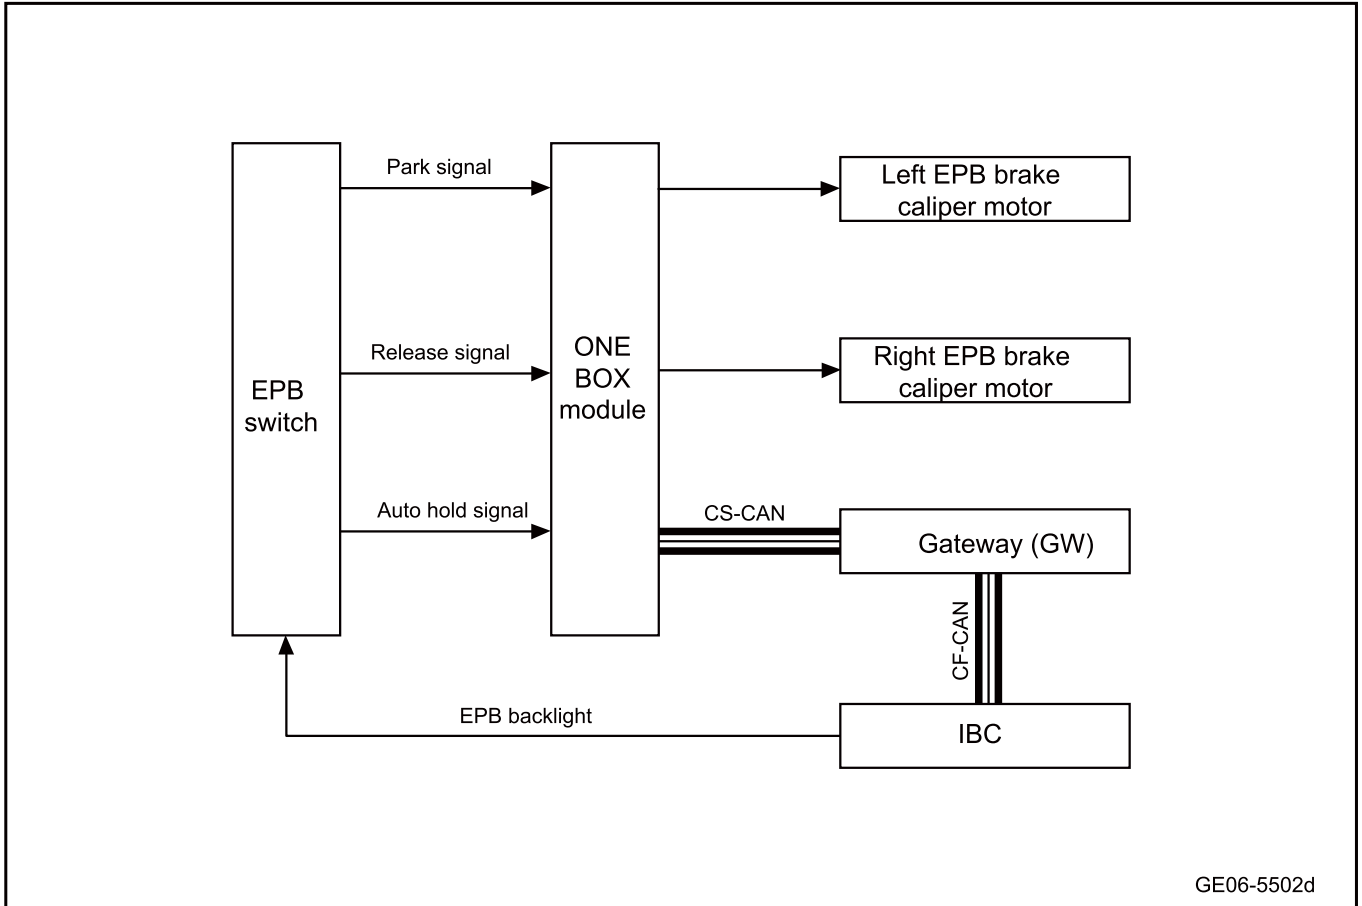 Park signal
Left EPB brake
caliper motor
Release signal
ONE
BOX
module
Right EPB brake
caliper motor
EPB
switch
Auto hold signal
CS-CAN
Gateway (GW)
CF-CAN
EPB backlight
IBC
GE06-5502d